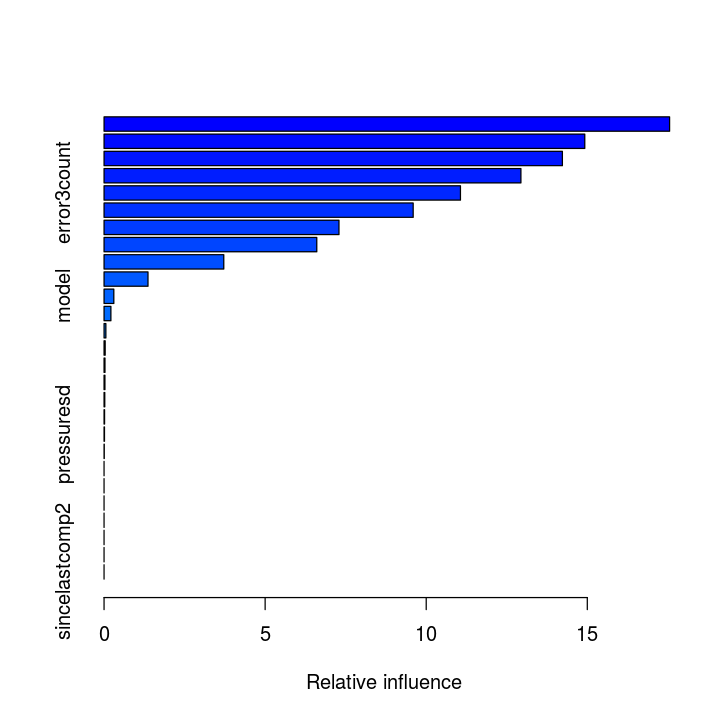 error3count
model
pressuresd
sincelastcomp2
0 5 10 15
Relative influence